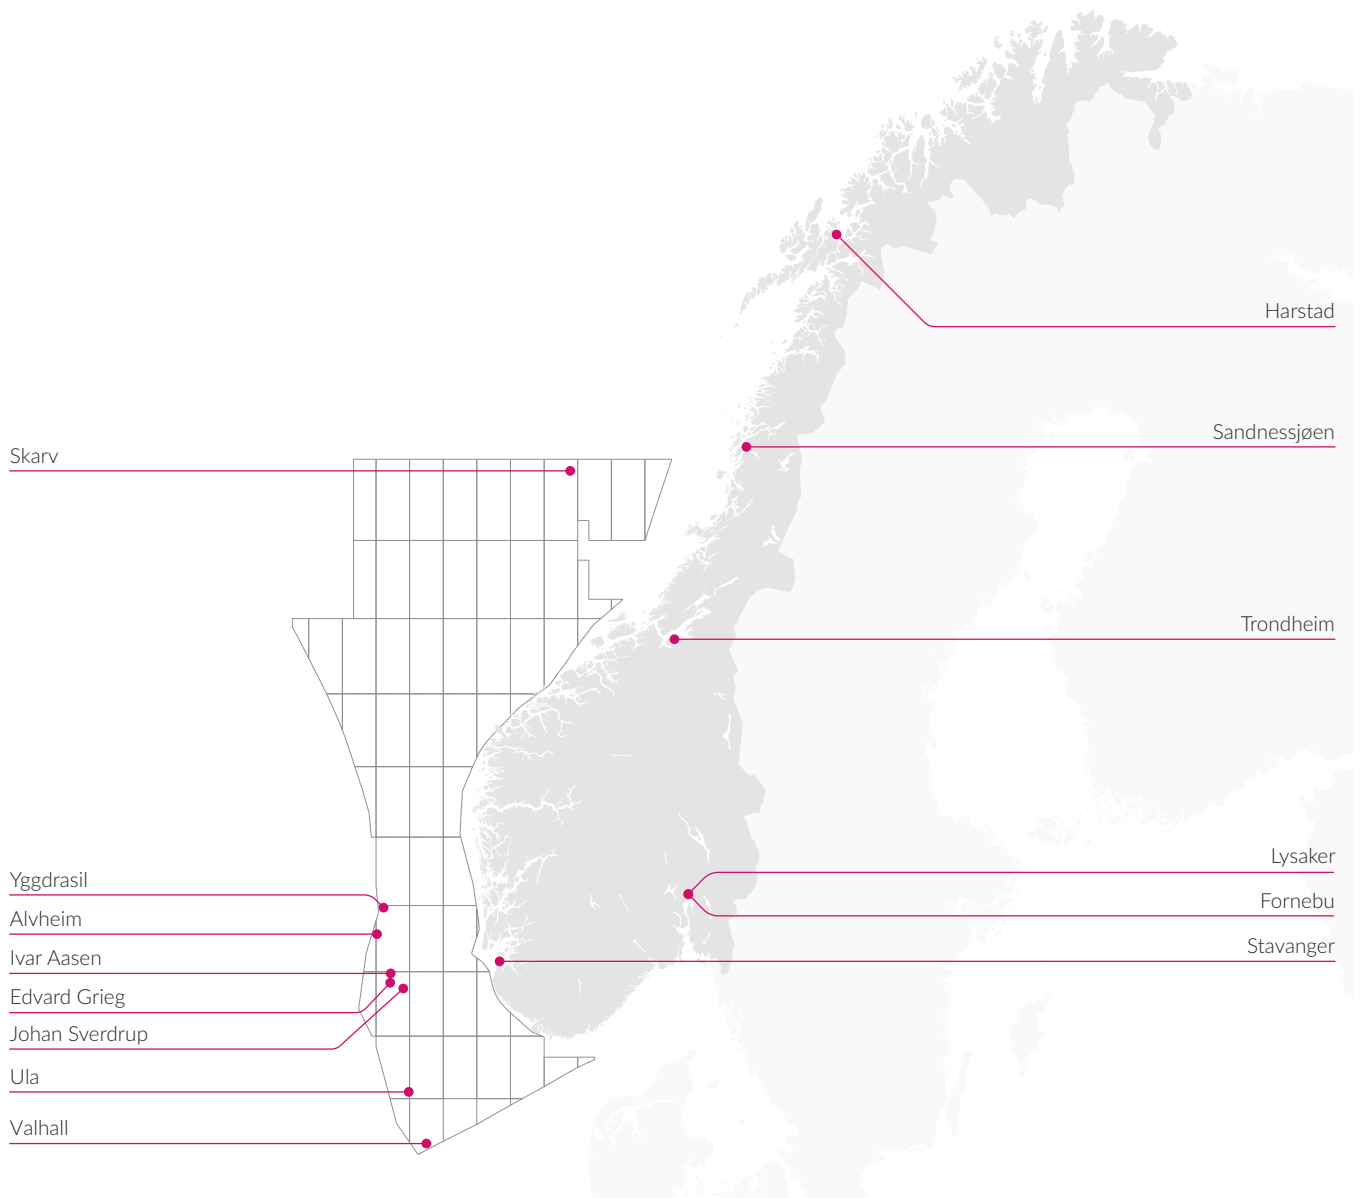 Harstad
Sandnessjøen
Skarv
Trondheim
Lysaker
Yggdrasil
Fornebu
Alvheim
Stavanger
Ivar Aasen
Edvard Grieg
Johan Sverdrup
Ula
Valhall